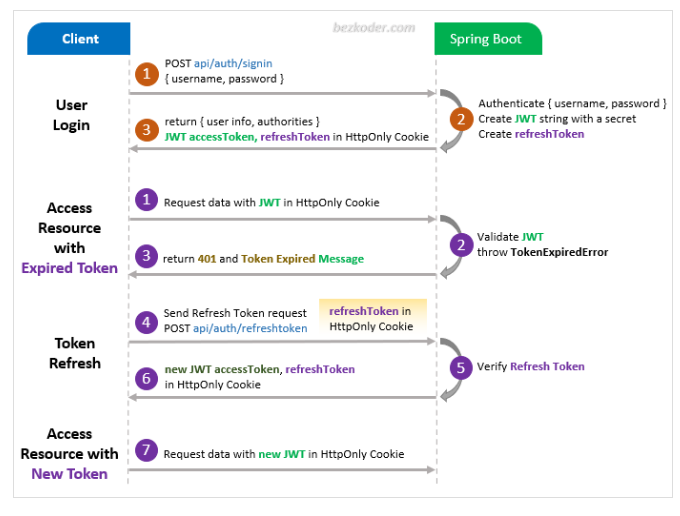 bezkoder.com
Client
Spring Boot
User
Login
1
POST api/auth/signin
{ username, password }
2
Authenticate { username, password }
Create JWT string with a secret
Create refreshToken
3
return { user info, authorities }
JWT accessToken, refreshToken in HttpOnly Cookie
Access
Resource
with
Expired Token
1
Request data with JWT in HttpOnly Cookie
2
Validate JWT
throw TokenExpiredError
3
return 401 and Token Expired Message
Token
Refresh
4
Send Refresh Token request
POST api/auth/refreshtoken
refreshToken in
HttpOnly Cookie
5
Verify Refresh Token
6
new JWT accessToken, refreshToken
in HttpOnly Cookie
Access
Resource with
New Token
7
Request data with new JWT in HttpOnly Cookie